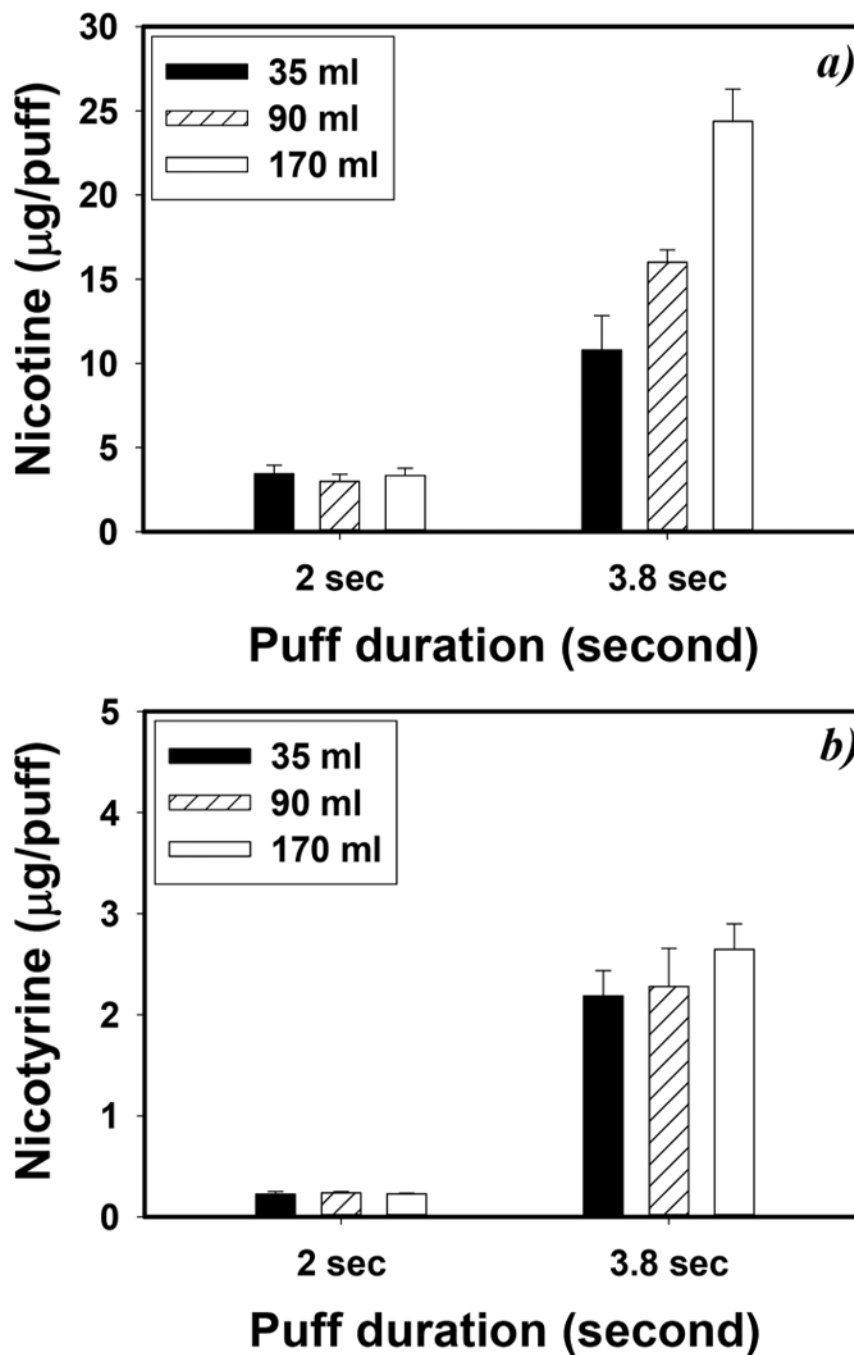 a)
30
25
20
15
10
5
0
Nicotine (μg/puff)
35 ml
90 ml
170 ml
2 sec 3.8 sec
Puff duration (second)
b)
5
4
3
2
1
0
Nicotyrine (μg/puff)
35 ml
90 ml
170 ml
2 sec 3.8 sec
Puff duration (second)